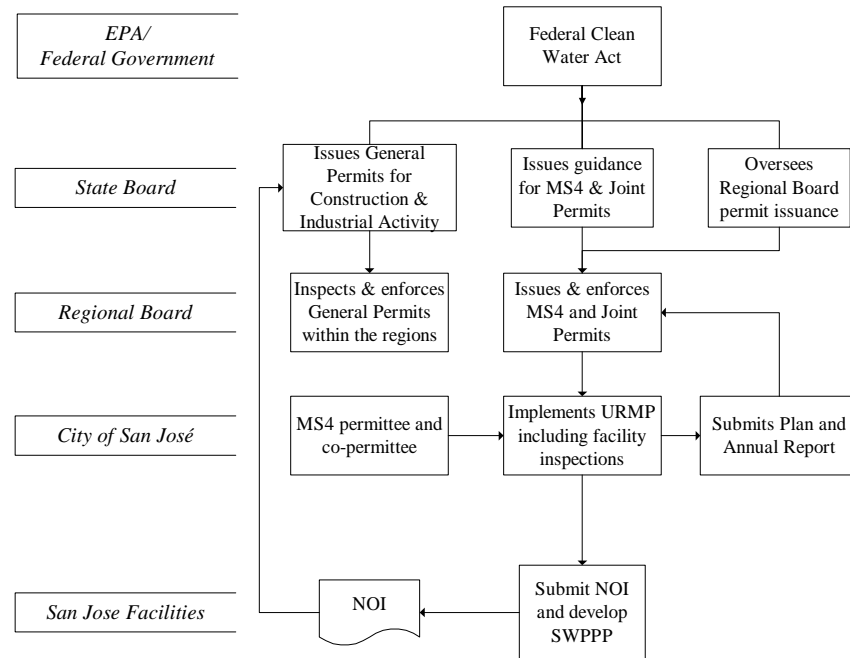 EPA/
Federal Government
Federal Clean
Water Act
State Board
Issues General
Permits for
Construction &
Industrial Activity
Issues guidance
for MS4 & Joint
Permits
Oversees
Regional Board
permit issuance
Regional Board
Inspects & enforces
General Permits
within the regions
Issues & enforces
MS4 and Joint
Permits
City of San José
MS4 permittee and
co-permittee
Implements URMP
including facility
inspections
Submits Plan and
Annual Report
San Jose Facilities
NOI
Submit NOI
and develop
SWPPP